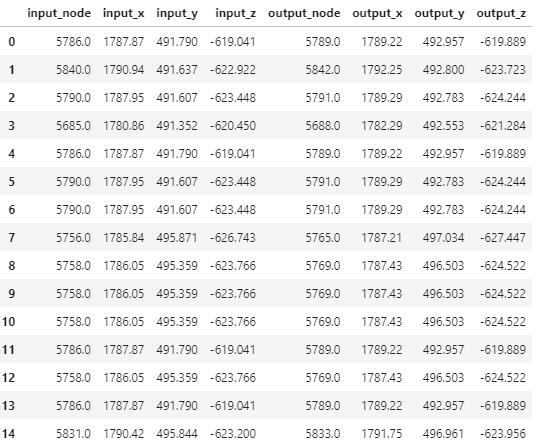 input_node input_x input_y input_z output_node output_x output_y output_z
0 5786.0 1787.87 491.790 -619.041 5789.0 1789.22 492.957 -619.889
1 5840.0 1790.94 491.637 -622.922 5842.0 1792.25 492.800 -623.723
2 5790.0 1787.95 491.607 -623.448 5791.0 1789.29 492.783 -624.244
3 5685.0 1780.86 491.352 -620.450 5688.0 1782.29 492.553 -621.284
4 5786.0 1787.87 491.790 -619.041 5789.0 1789.22 492.957 -619.889
5 5790.0 1787.95 491.607 -623.448 5791.0 1789.29 492.783 -624.244
6 5790.0 1787.95 491.607 -623.448 5791.0 1789.29 492.783 -624.244
7 5756.0 1785.84 495.871 -626.743 5765.0 1787.21 497.034 -627.447
8 5758.0 1786.05 495.359 -623.766 5769.0 1787.43 496.503 -624.522
9 5758.0 1786.05 495.359 -623.766 5769.0 1787.43 496.503 -624.522
10 5758.0 1786.05 495.359 -623.766 5769.0 1787.43 496.503 -624.522
11 5786.0 1787.87 491.790 -619.041 5789.0 1789.22 492.957 -619.889
12 5758.0 1786.05 495.359 -623.766 5769.0 1787.43 496.503 -624.522
13 5786.0 1787.87 491.790 -619.041 5789.0 1789.22 492.957 -619.889
14 5831.0 1790.42 495.844 -623.200 5833.0 1791.75 496.961 -623.956